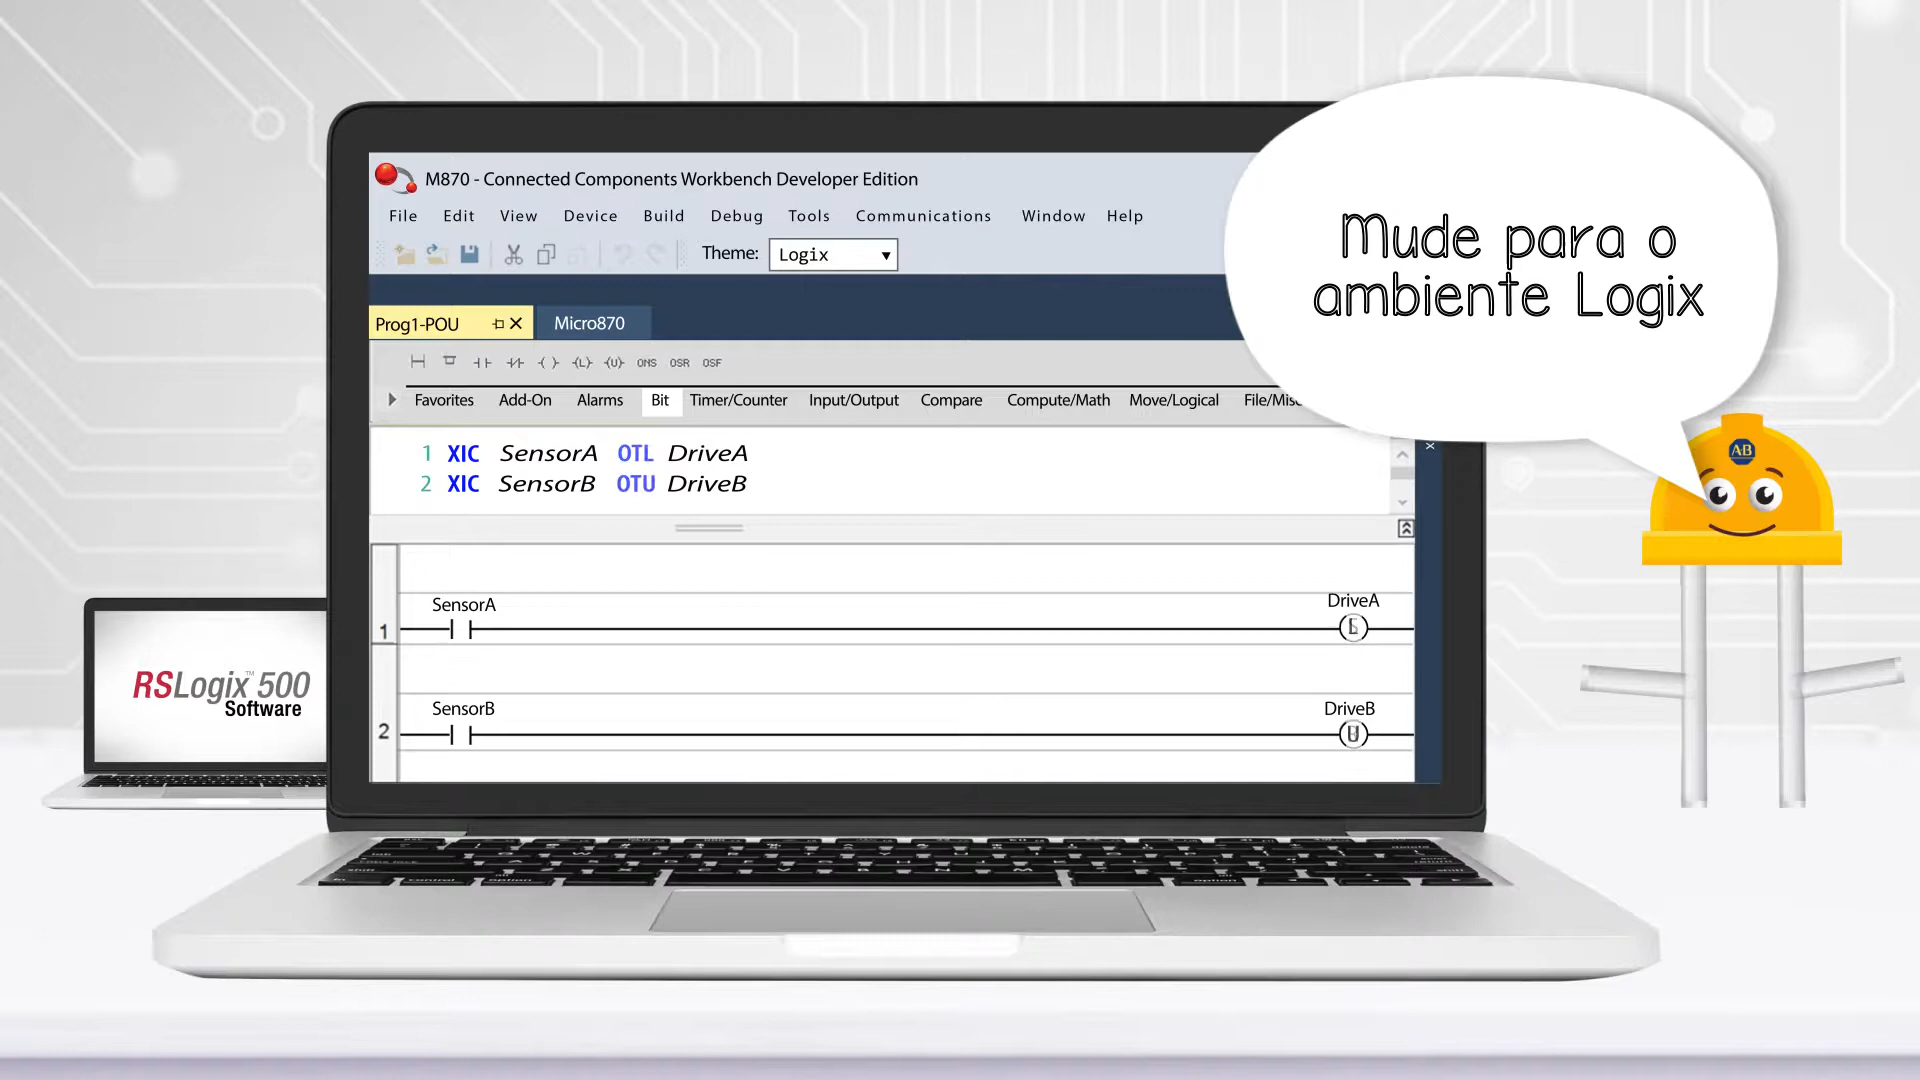 M870 - Connected Components Workbench Developer Edition
File Edit View Device Build Debug Tools Communications Window Help
Theme: Logix
Prog1-POU Micro870
ONS OSR OSF
Favorites Add-On Alarms Bit Timer/Counter Input/Output Compare Compute/Math Move/Logical
1 XIC SensorA OTL DriveA
2 XIC SensorB OTU DriveB
SensorA DriveA
1 L
SensorB DriveB
2 U
Mude para o
ambiente Logix
AB
RSLogix™ 500
Software